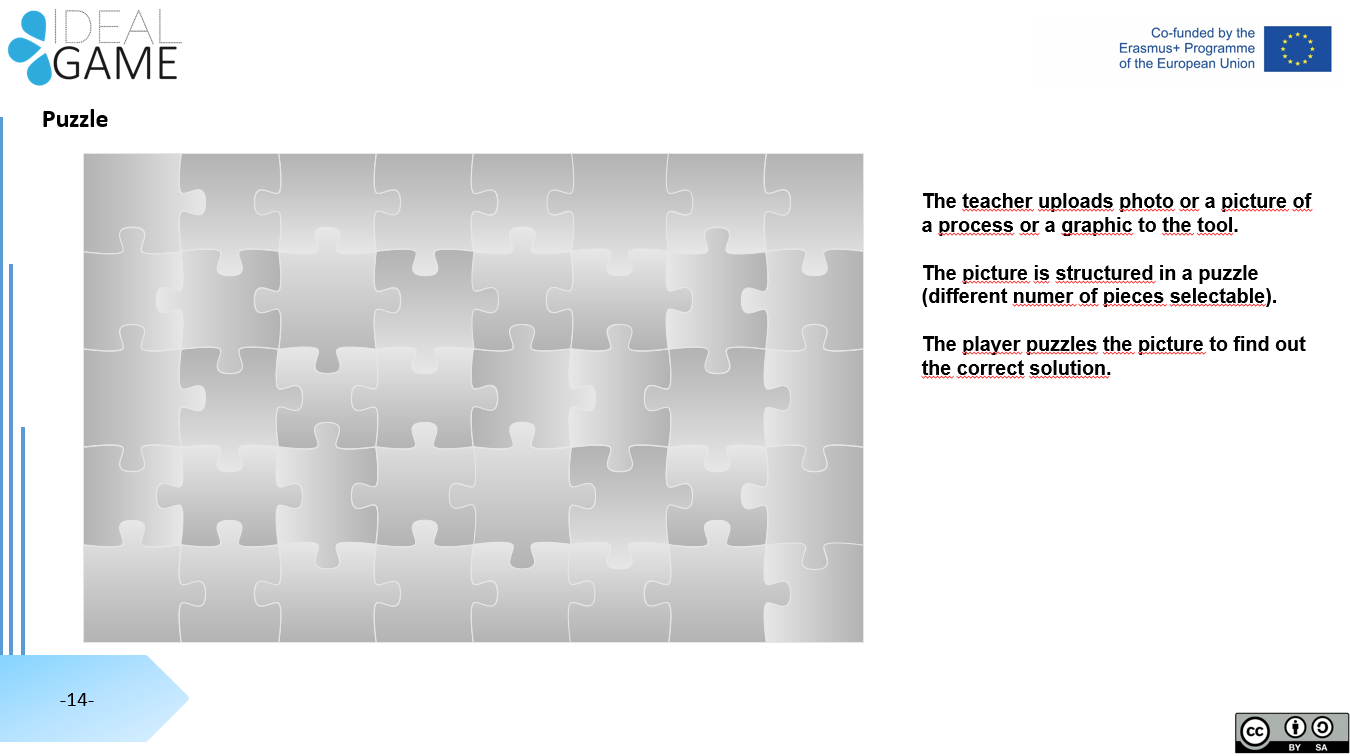 IDEAL
GAME
Co-funded by the
Erasmus+ Programme
of the European Union
Puzzle
The teacher uploads photo or a picture of
a process or a graphic to the tool.
The picture is structured in a puzzle
(different numer of pieces selectable).
The player puzzles the picture to find out
the correct solution.
-14-
cc
BY SA